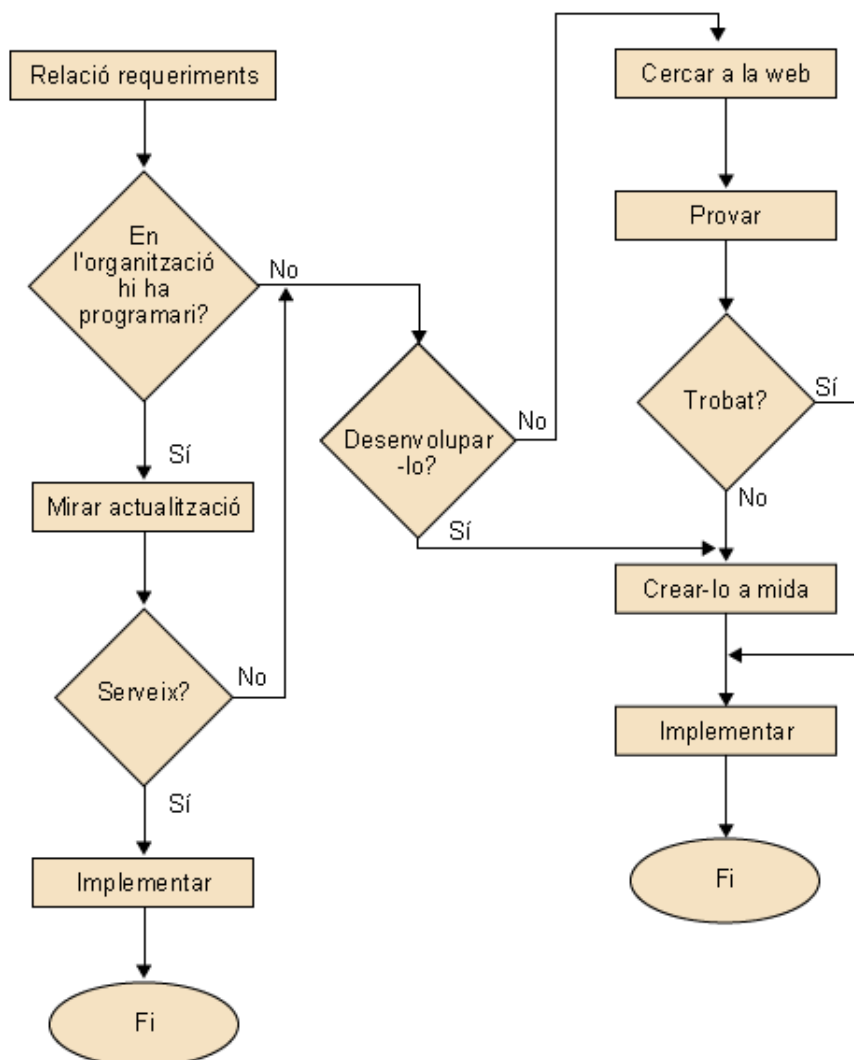 Relació requeriments
En
l'organització
hi ha
programari?
No
Sí
Mirar actualització
Serveix?
No
Sí
Implementar
Fi
Desenvolupar
-lo?
No
Sí
Cercar a la web
Provar
Trobat?
Sí
No
Crear-lo a mida
Implementar
Fi